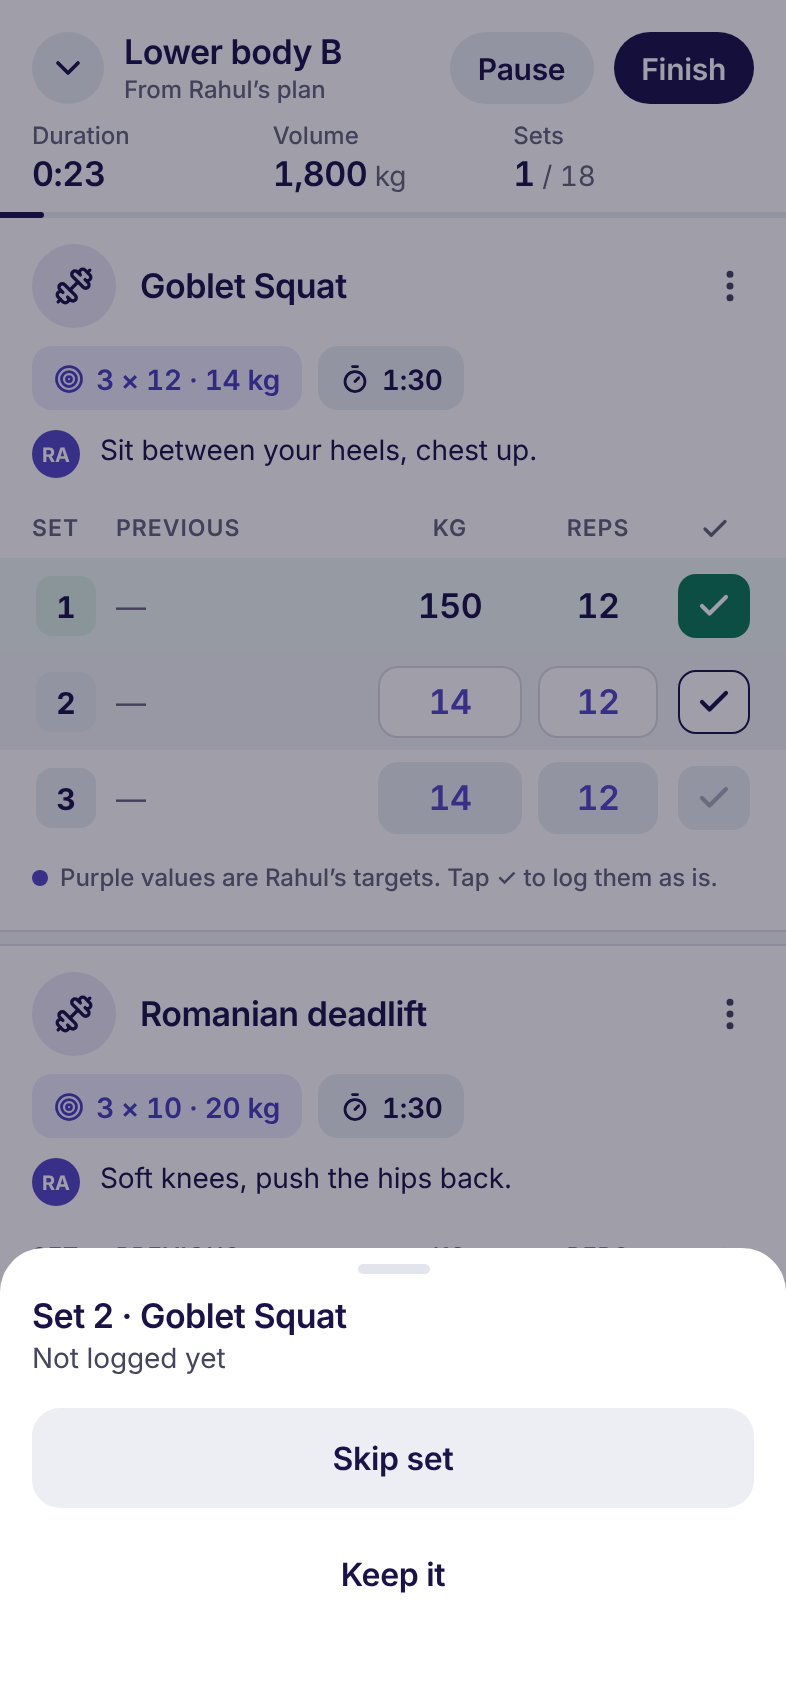 Lower body B
From Rahul’s plan
Pause
Finish
Duration
Volume
Sets
0:23
1,800 kg
1 / 18
Goblet Squat
3 × 12 · 14 kg
1:30
RA
Sit between your heels, chest up.
SET PREVIOUS KG REPS ✓
1 — 150 12 ✓
2 — 14 12 ✓
3 — 14 12 ✓
Purple values are Rahul’s targets. Tap ✓ to log them as is.
Romanian deadlift
3 × 10 · 20 kg
1:30
RA
Soft knees, push the hips back.
Set 2 · Goblet Squat
Not logged yet
Skip set
Keep it